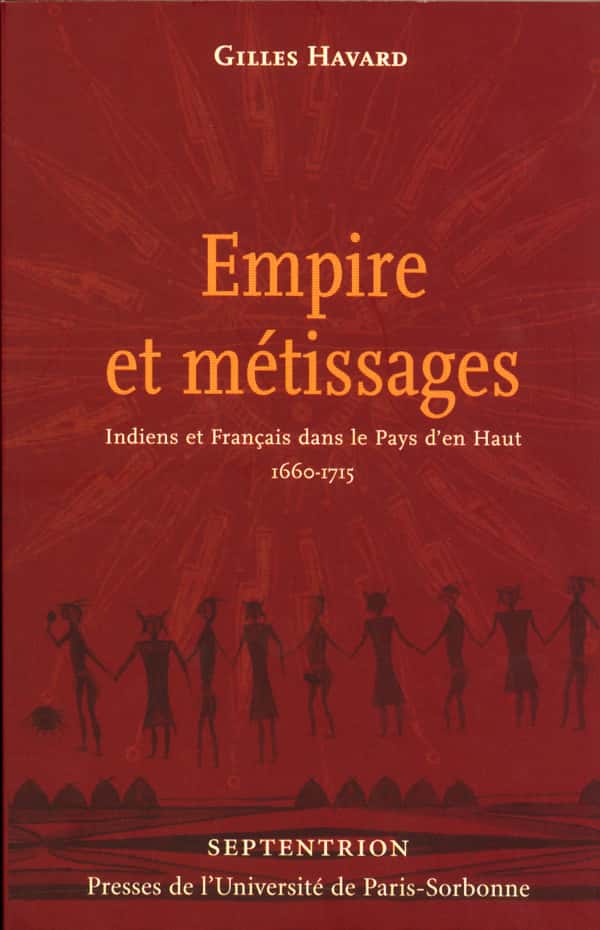 GILLES HAVARD
Empire
et métissages
Indiens et Français dans le Pays d'en Haut
1660-1715
SEPTENTRION
Presses de l'Université de Paris-Sorbonne